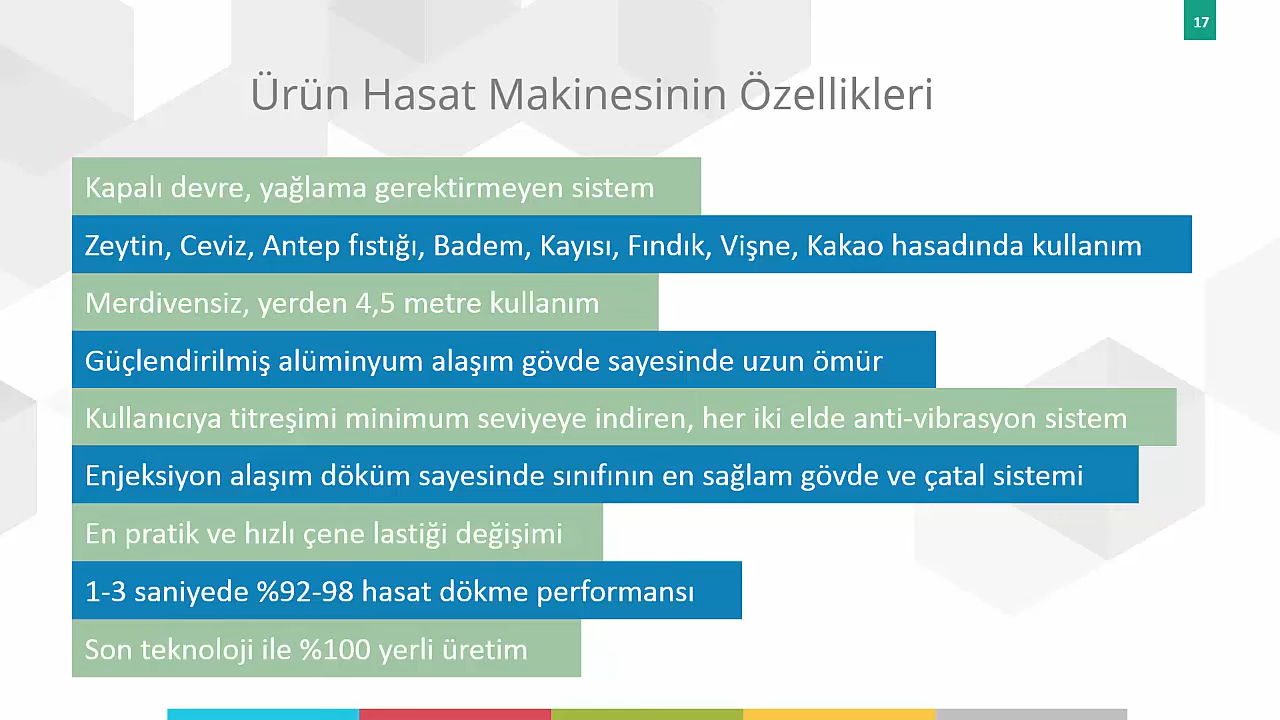 17
Ürün Hasat Makinesinin Özellikleri
Kapalı devre, yağlama gerektirmeyen sistem
Zeytin, Ceviz, Antep fıstığı, Badem, Kayısı, Fındık, Vişne, Kakao hasadında kullanım
Merdivensiz, yerden 4,5 metre kullanım
Güçlendirilmiş alüminyum alaşım gövde sayesinde uzun ömür
Kullanıcıya titreşimi minimum seviyeye indiren, her iki elde anti-vibrasyon sistem
Enjeksiyon alaşım döküm sayesinde sınıfının en sağlam gövde ve çatal sistemi
En pratik ve hızlı çene lastiği değişimi
1-3 saniyede %92-98 hasat dökme performansı
Son teknoloji ile %100 yerli üretim